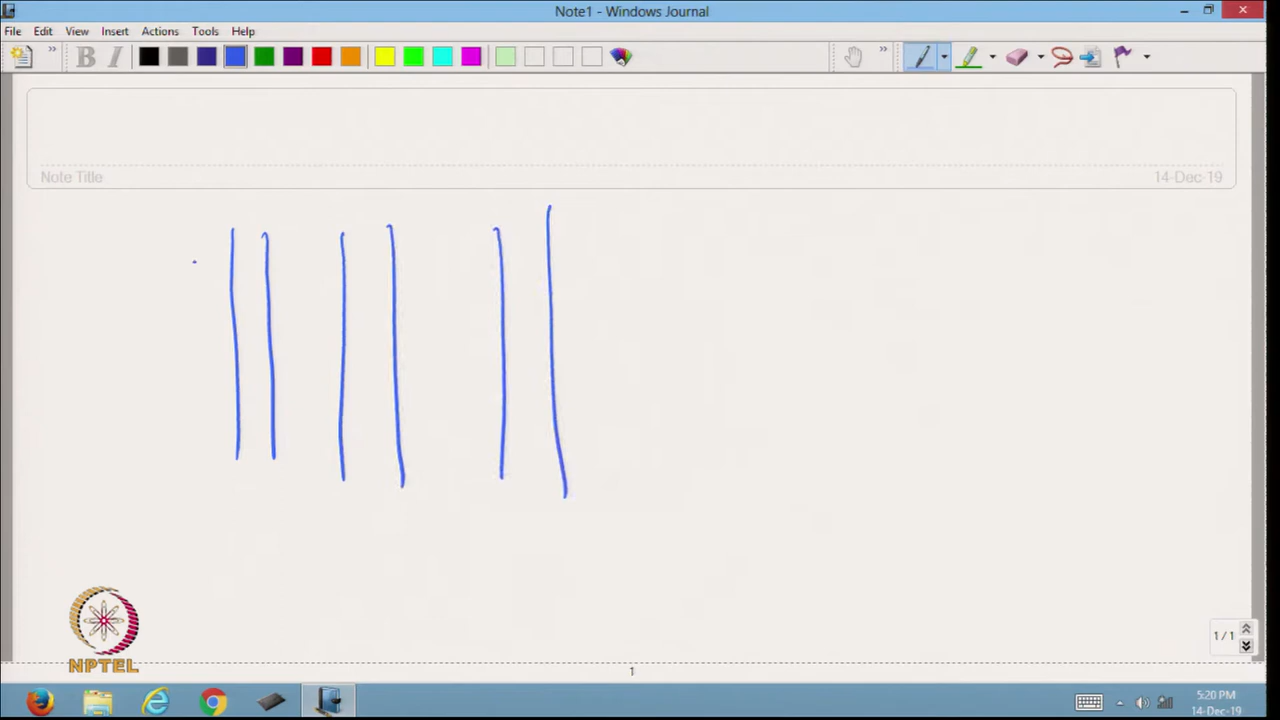 Note1 - Windows Journal
File Edit View Insert Actions Tools Help
B I
Note Title
14-Dec-19
1 / 1
NPTEL
1
5:20 PM
14-Dec-19